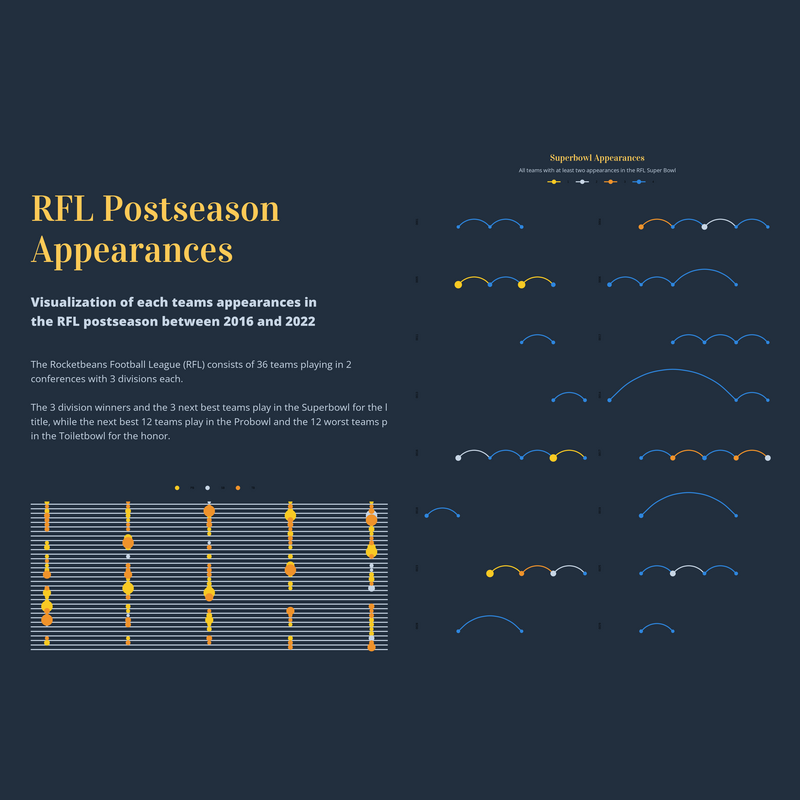 RFL Postseason
Appearances
Visualization of each teams appearances in
the RFL postseason between 2016 and 2022
The Rocketbeans Football League (RFL) consists of 36 teams playing in 2
conferences with 3 divisions each.
The 3 division winners and the 3 next best teams play in the Superbowl for the l
title, while the next best 12 teams play in the Probowl and the 12 worst teams p
in the Toiletbowl for the honor.
Superbowl Appearances
All teams with at least two appearances in the RFL Super Bowl